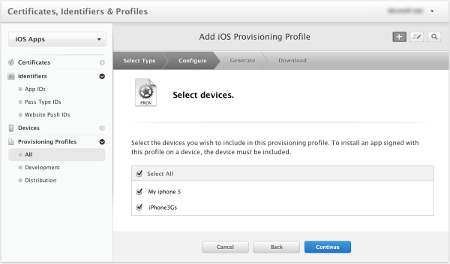 Certificates, Identifiers & Profiles
iOS Apps
Certificates
Identifiers
App IDs
Pass Type IDs
Website Push IDs
Devices
Provisioning Profiles
All
Development
Distribution
Add iOS Provisioning Profile
Select Type
Configure
Generate
Download
PROV
Select devices.
Select the devices you wish to include in this provisioning profile. To install an app signed with
this profile on a device, the device must be included.
Select All
My iphone 5
iPhone3Gs
Cancel
Back
Continue